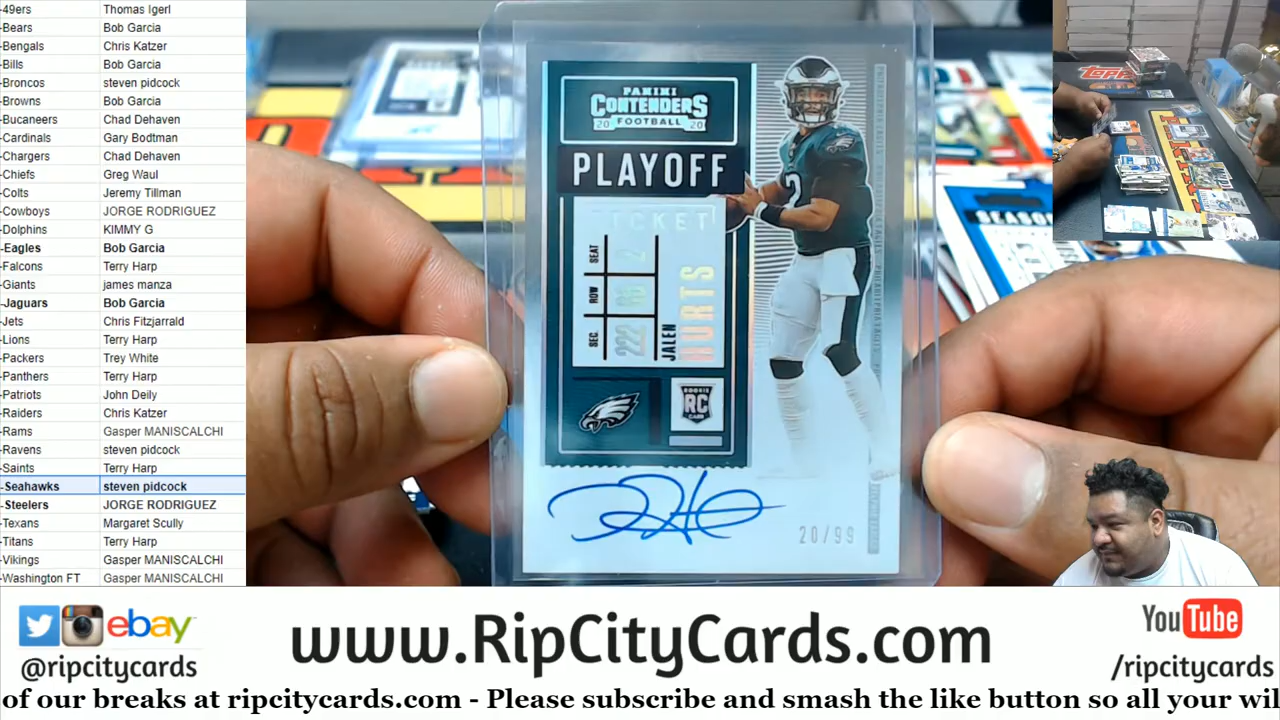 -49ers Thomas Igerl
-Bears Bob Garcia
-Bengals Chris Katzer
-Bills Bob Garcia
-Broncos steven pidcock
-Browns Bob Garcia
-Bucaneers Chad Dehaven
-Cardinals Gary Bodtman
-Chargers Chad Dehaven
-Chiefs Greg Waul
-Colts Jeremy Tillman
-Cowboys JORGE RODRIGUEZ
-Dolphins KIMMY G
-Eagles Bob Garcia
-Falcons Terry Harp
-Giants james manza
-Jaguars Bob Garcia
-Jets Chris Fitzjarrald
-Lions Terry Harp
-Packers Trey White
-Panthers Terry Harp
-Patriots John Deily
-Raiders Chris Katzer
-Rams Gasper MANISCALCHI
-Ravens steven pidcock
-Saints Terry Harp
-Seahawks steven pidcock
-Steelers JORGE RODRIGUEZ
-Texans Margaret Scully
-Titans Terry Harp
-Vikings Gasper MANISCALCHI
-Washington FT Gasper MANISCALCHI
PANINI
CONTENDERS
20 FOOTBALL 20
PLAYOFF
TICKET
SEAT
ROW
SEC.
222
JALEN
HURTS
ROOKIE
RC
CARD
20/99
2
SEASON
TOPPS
ebay
@ripcitycards
www.RipCityCards.com
YouTube
/ripcitycards
of our breaks at ripcitycards.com - Please subscribe and smash the like button so all your wil